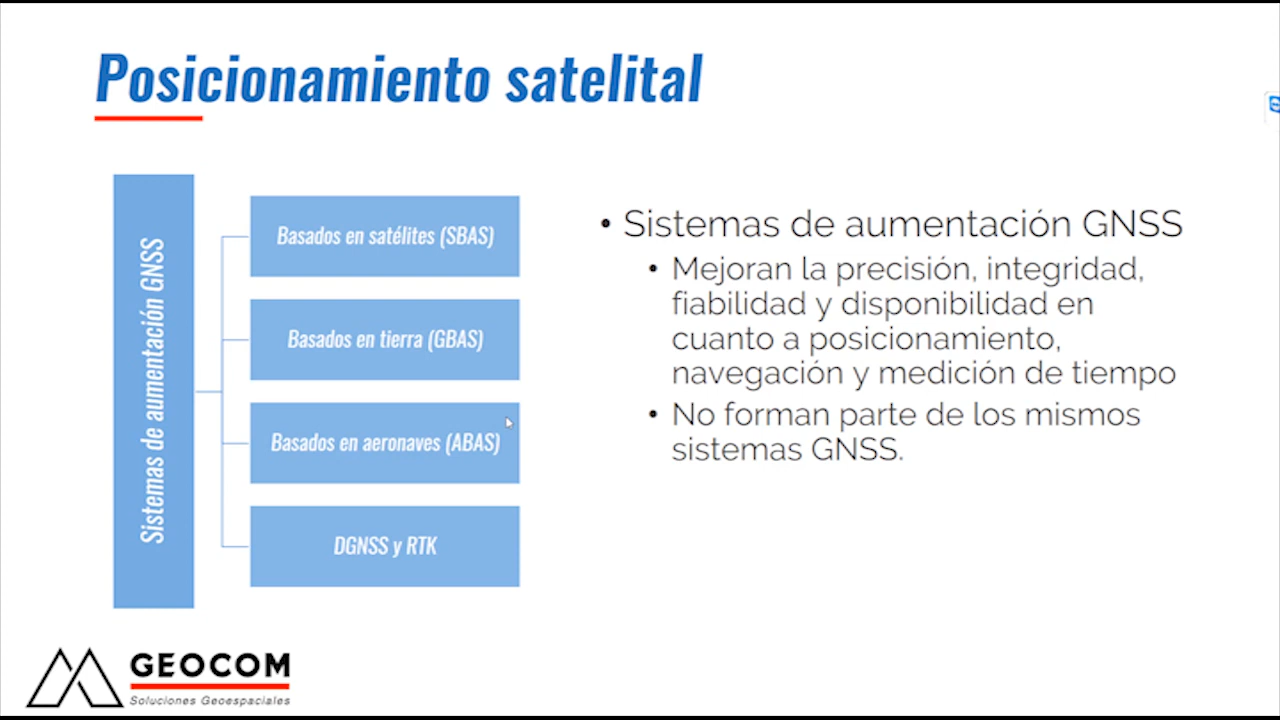 Posicionamiento satelital
Sistemas de aumentación GNSS
Basados en satélites (SBAS)
Basados en tierra (GBAS)
Basados en aeronaves (ABAS)
DGNSS y RTK
• Sistemas de aumentación GNSS
• Mejoran la precisión, integridad,
fiabilidad y disponibilidad en
cuanto a posicionamiento,
navegación y medición de tiempo
• No forman parte de los mismos
sistemas GNSS.
GEOCOM
Soluciones Geoespaciales